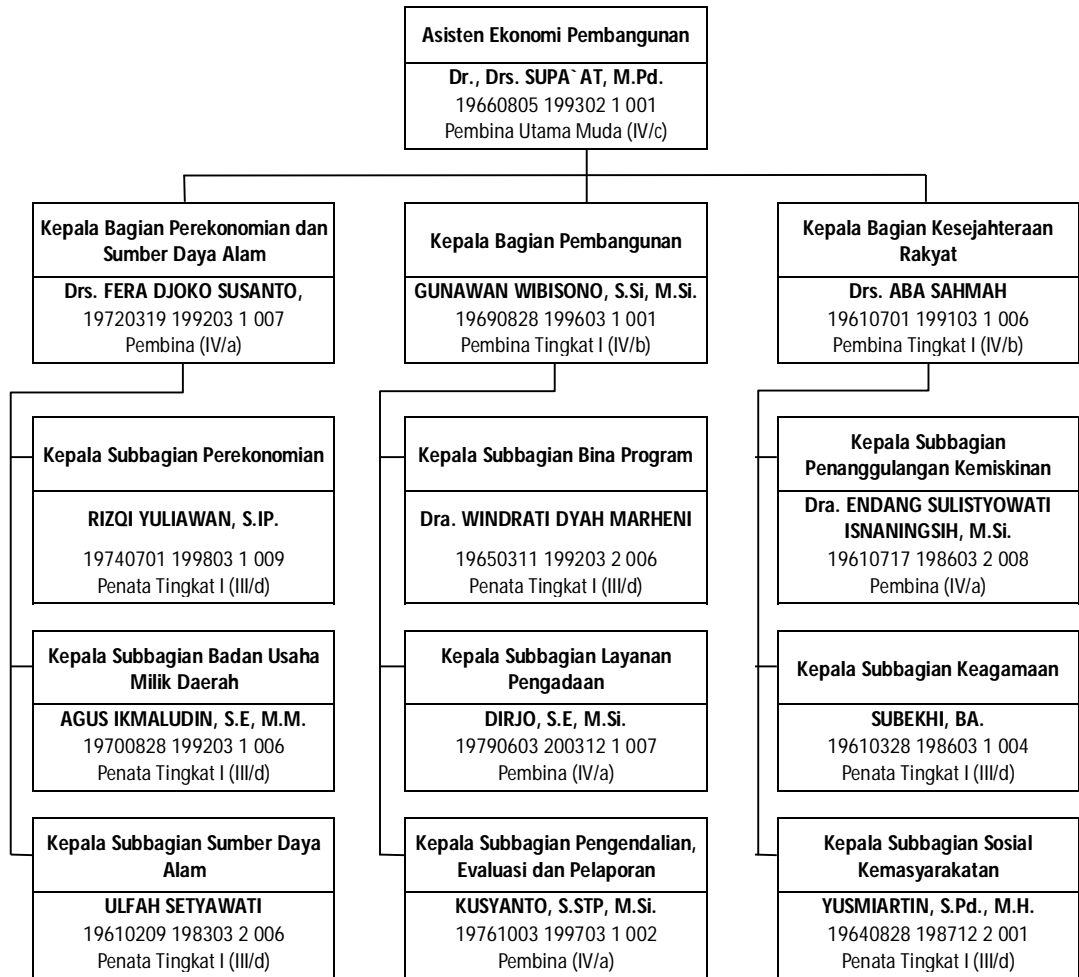 Asisten Ekonomi Pembangunan
Dr., Drs. SUPA`AT, M.Pd.
19660805 199302 1 001
Pembina Utama Muda (IV/c)
Kepala Bagian Perekonomian dan
Sumber Daya Alam
Drs. FERA DJOKO SUSANTO,
19720319 199203 1 007
Pembina (IV/a)
Kepala Bagian Pembangunan
GUNAWAN WIBISONO, S.Si, M.Si.
19690828 199603 1 001
Pembina Tingkat I (IV/b)
Kepala Bagian Kesejahteraan
Rakyat
Drs. ABA SAHMAH
19610701 199103 1 006
Pembina Tingkat I (IV/b)
Kepala Subbagian Perekonomian
RIZQI YULIAWAN, S.IP.
19740701 199803 1 009
Penata Tingkat I (III/d)
Kepala Subbagian Bina Program
Dra. WINDRATI DYAH MARHENI
19650311 199203 2 006
Penata Tingkat I (III/d)
Kepala Subbagian
Penanggulangan Kemiskinan
Dra. ENDANG SULISTYOWATI
ISNANINGSIH, M.Si.
19610717 198603 2 008
Pembina (IV/a)
Kepala Subbagian Badan Usaha
Milik Daerah
AGUS IKMALUDIN, S.E, M.M.
19700828 199203 1 006
Penata Tingkat I (III/d)
Kepala Subbagian Layanan
Pengadaan
DIRJO, S.E, M.Si.
19790603 200312 1 007
Pembina (IV/a)
Kepala Subbagian Keagamaan
SUBEKHI, BA.
19610328 198603 1 004
Penata Tingkat I (III/d)
Kepala Subbagian Sumber Daya
Alam
ULFAH SETYAWATI
19610209 198303 2 006
Penata Tingkat I (III/d)
Kepala Subbagian Pengendalian,
Evaluasi dan Pelaporan
KUSYANTO, S.STP, M.Si.
19761003 199703 1 002
Pembina (IV/a)
Kepala Subbagian Sosial
Kemasyarakatan
YUSMIARTIN, S.Pd., M.H.
19640828 198712 2 001
Penata Tingkat I (III/d)